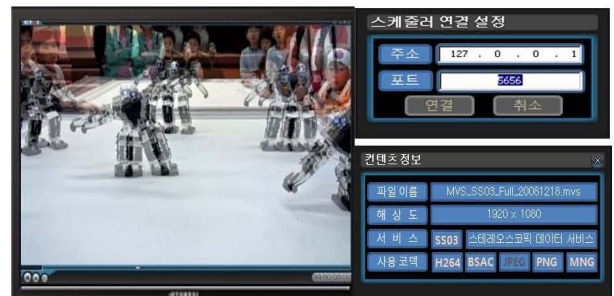 스케줄러 연결 설정
주소 127 . 0 . 0 . 1
포트 5656
연결 취소
컨텐츠 정보
파일 이름 MVS_SS03_Full_20081218.mvs
해 상 도 1920 x 1080
서 비 스 SS03 스테레오스코픽 데이터 서비스
사용 코덱 H264 BSAC JPEG PNG MNG